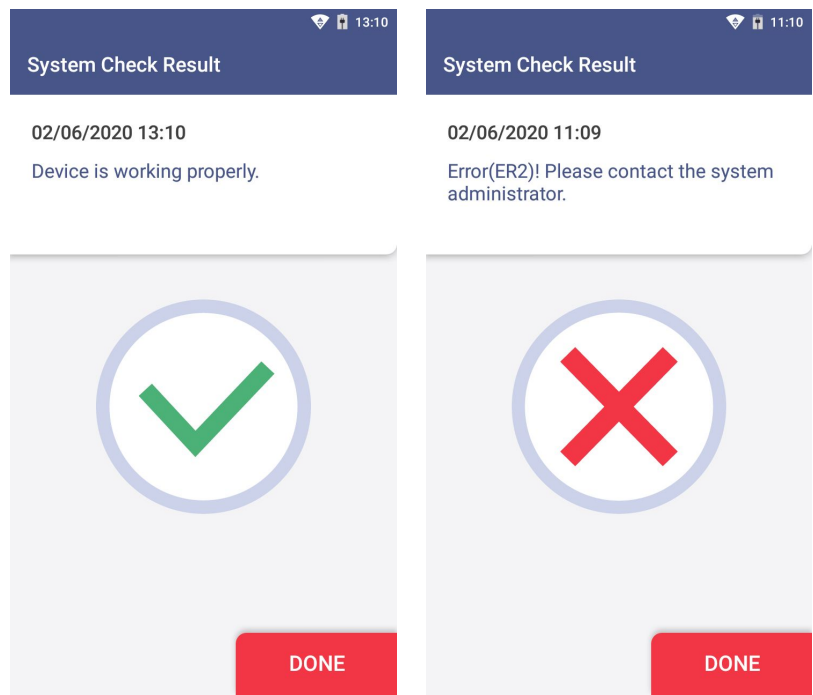 13:10
System Check Result
02/06/2020 13:10
Device is working properly.
DONE
11:10
System Check Result
02/06/2020 11:09
Error(ER2)! Please contact the system
administrator.
DONE